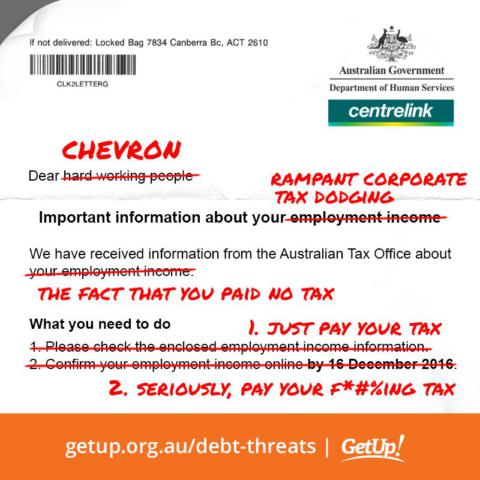 If not delivered: Locked Bag 7834 Canberra Bc, ACT 2610
CLK2LETTERG
Australian Government
Department of Human Services
centrelink
CHEVRON
Dear hard working people
RAMPANT CORPORATE
TAX DODGING
Important information about your employment income
We have received information from the Australian Tax Office about
your employment income.
THE FACT THAT YOU PAID NO TAX
What you need to do
1. JUST PAY YOUR TAX
1. Please check the enclosed employment income information.
2. Confirm your employment income online by 16 December 2016.
2. SERIOUSLY, PAY YOUR F*#%ING TAX
getup.org.au/debt-threats | GetUp!